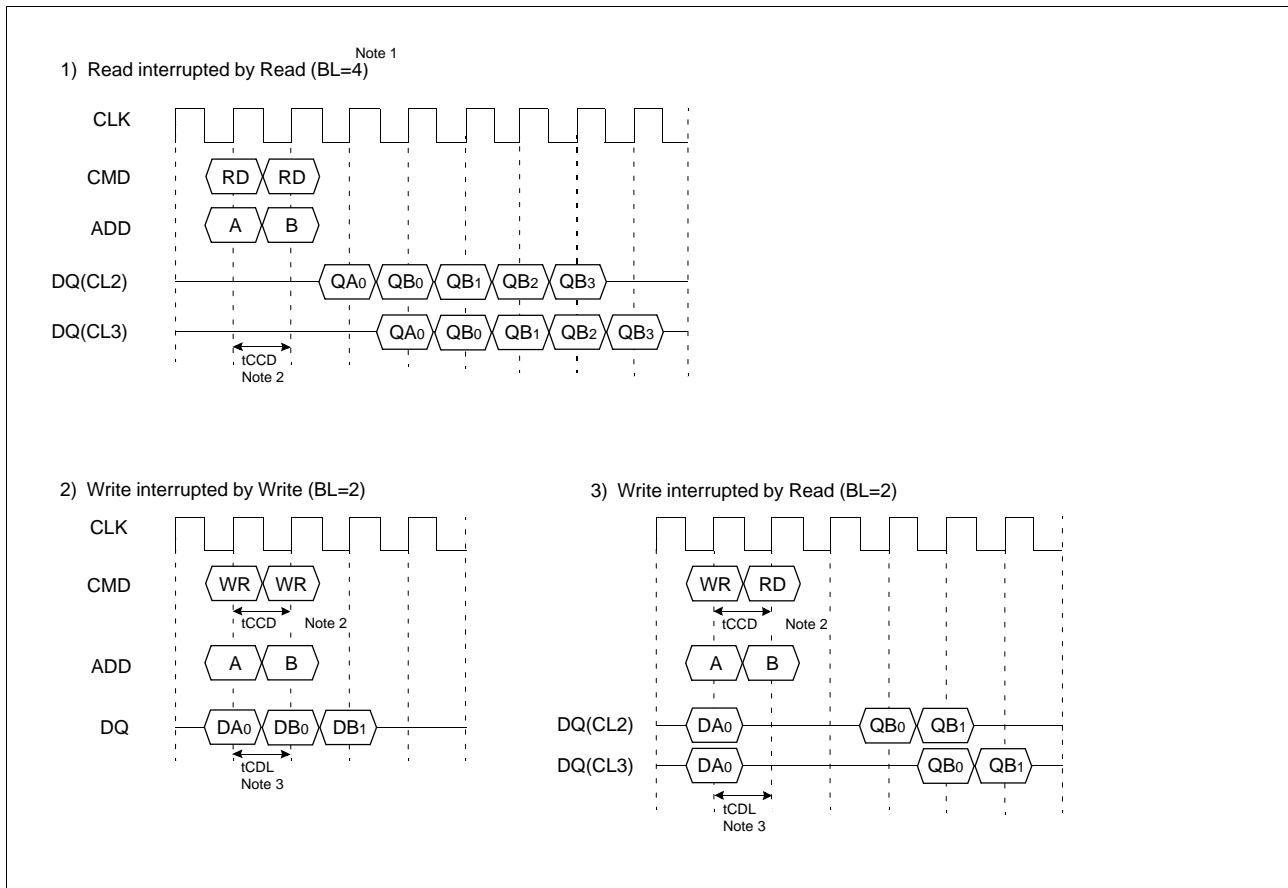 1) Read interrupted by Read (BL=4) Note 1
CLK
CMD RD RD
ADD A B
DQ(CL2) QA0 QB0 QB1 QB2 QB3
DQ(CL3) QA0 QB0 QB1 QB2 QB3
tCCD
Note 2
2) Write interrupted by Write (BL=2)
CLK
CMD WR WR
tCCD Note 2
ADD A B
DQ DA0 DB0 DB1
tCDL
Note 3
3) Write interrupted by Read (BL=2)
WR RD
tCCD Note 2
A B
DQ(CL2) DA0 QB0 QB1
DQ(CL3) DA0 QB0 QB1
tCDL
Note 3